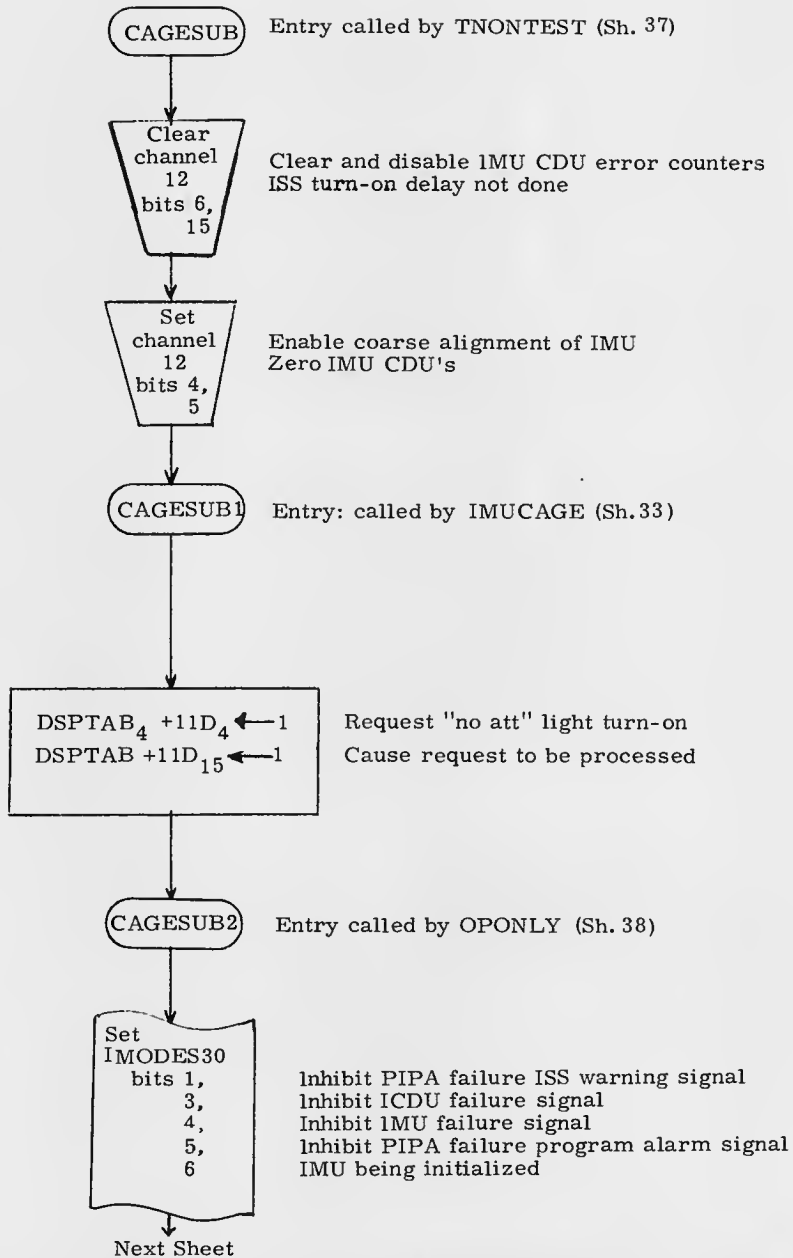 CAGESUB Entry called by TNONTEST (Sh. 37)
Clear
channel
12
bits 6,
15
Clear and disable IMU CDU error counters
ISS turn-on delay not done
Set
channel
12
bits 4,
5
Enable coarse alignment of IMU
Zero IMU CDU's
CAGESUB1 Entry: called by IMUCAGE (Sh. 33)
DSPTAB4 +11D4 ← 1 Request "no att" light turn-on
DSPTAB +11D15 ← 1 Cause request to be processed
CAGESUB2 Entry called by OPONLY (Sh. 38)
Set
IMODES30
bits 1, Inhibit PIPA failure ISS warning signal
3, Inhibit ICDU failure signal
4, Inhibit IMU failure signal
5, Inhibit PIPA failure program alarm signal
6 IMU being initialized
Next Sheet